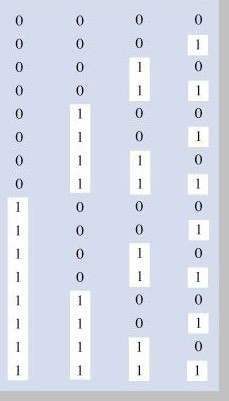 0 0 0 0
0 0 0 1
0 0 1 0
0 0 1 1
0 1 0 0
0 1 0 1
0 1 1 0
0 1 1 1
1 0 0 0
1 0 0 1
1 0 1 0
1 0 1 1
1 1 0 0
1 1 0 1
1 1 1 0
1 1 1 1